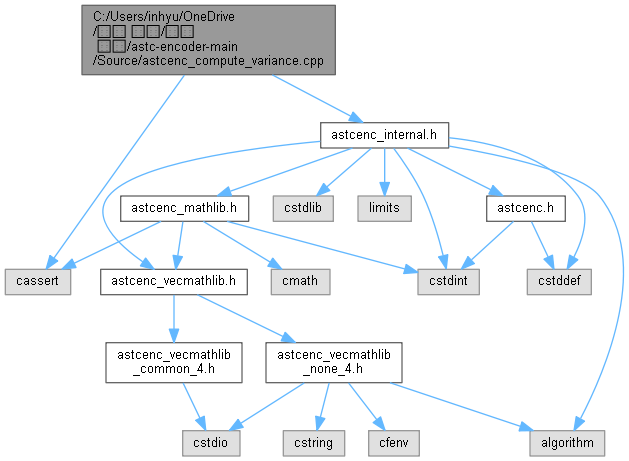 C:/Users/inhyu/OneDrive
/astc-encoder-main
/Source/astcenc_compute_variance.cpp
astcenc_internal.h
astcenc_mathlib.h
cstdlib
limits
astcenc.h
cassert
astcenc_vecmathlib.h
cmath
cstdint
cstddef
astcenc_vecmathlib
_common_4.h
astcenc_vecmathlib
_none_4.h
cstdio
cstring
cfenv
algorithm